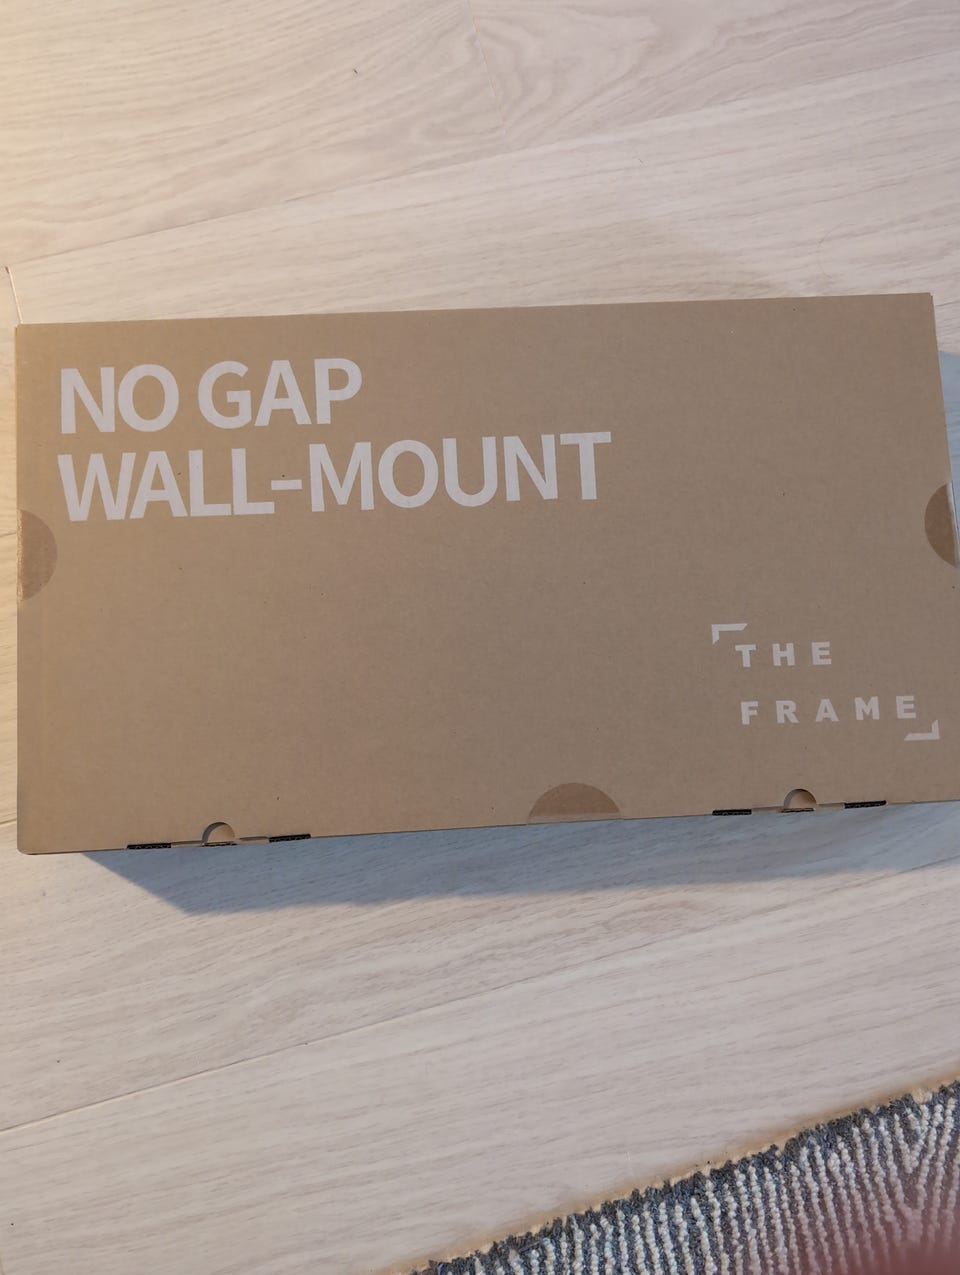 NO GAP
WALL-MOUNT
THE
FRAME